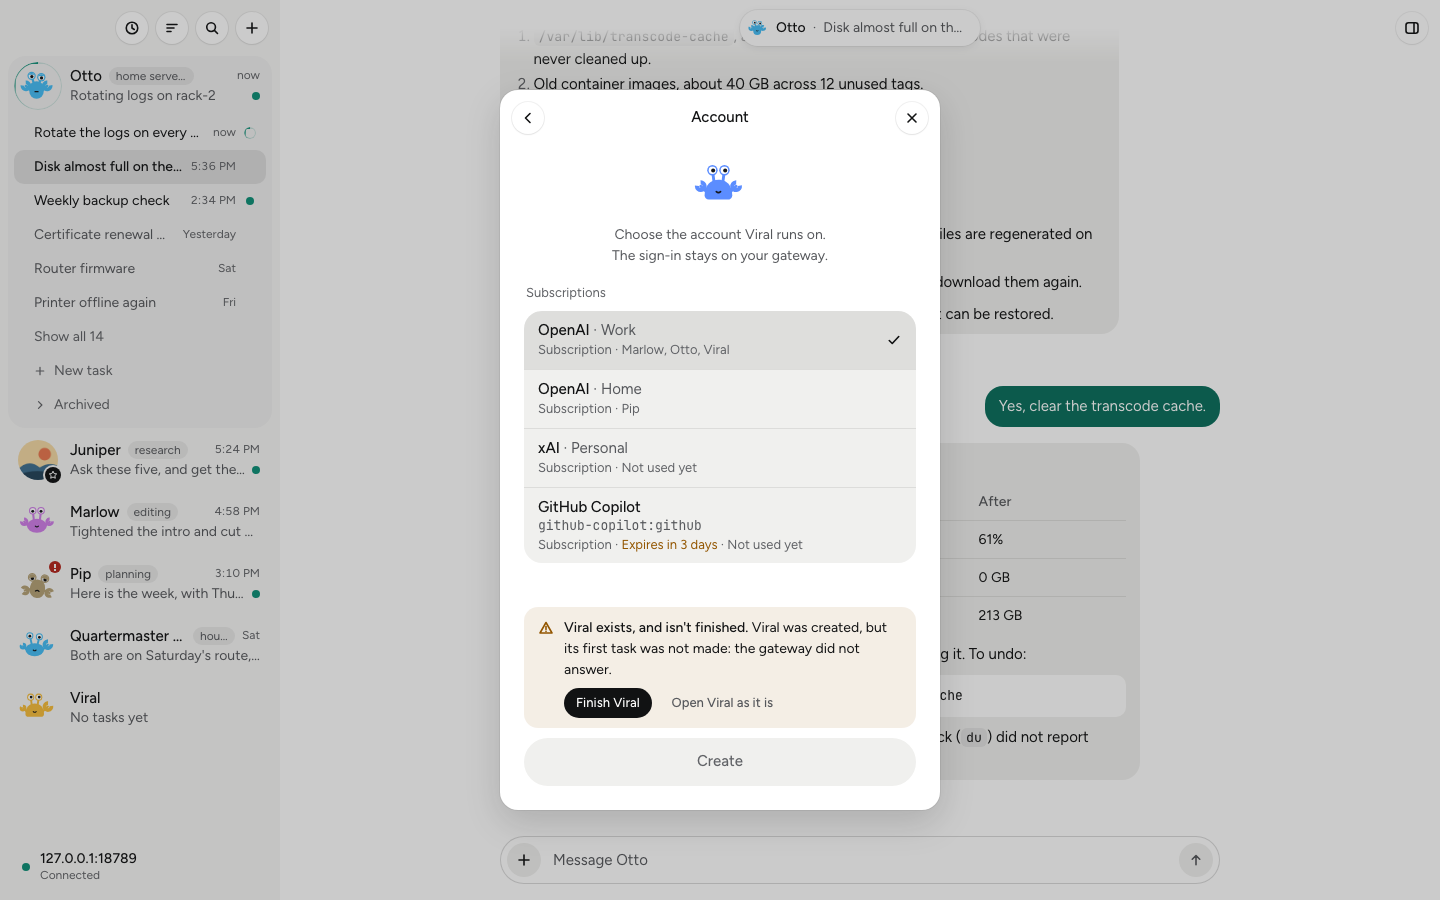 Otto home serve... now
Rotating logs on rack-2
Rotate the logs on every ... now
Disk almost full on the... 5:36 PM
Weekly backup check 2:34 PM
Certificate renewal ... Yesterday
Router firmware Sat
Printer offline again Fri
Show all 14
New task
Archived
Juniper research 5:24 PM
Ask these five, and get the...
Marlow editing 4:58 PM
Tightened the intro and cut ...
Pip planning 3:10 PM
Here is the week, with Thu...
Quartermaster ... hou... Sat
Both are on Saturday's route,...
Viral
No tasks yet
127.0.0.1:18789
Connected
Otto · Disk almost full on th...
1. /var/lib/transcode-cache, that were
never cleaned up.
2. Old container images, about 40 GB across 12 unused tags.
are regenerated on
download them again.
can be restored.
Yes, clear the transcode cache.
After
61%
0 GB
213 GB
it. To undo:
(du) did not report
Message Otto
Account
Choose the account Viral runs on.
The sign-in stays on your gateway.
Subscriptions
OpenAI · Work
Subscription · Marlow, Otto, Viral
OpenAI · Home
Subscription · Pip
xAI · Personal
Subscription · Not used yet
GitHub Copilot
github-copilot:github
Subscription · Expires in 3 days · Not used yet
Viral exists, and isn't finished. Viral was created, but
its first task was not made: the gateway did not
answer.
Finish Viral Open Viral as it is
Create